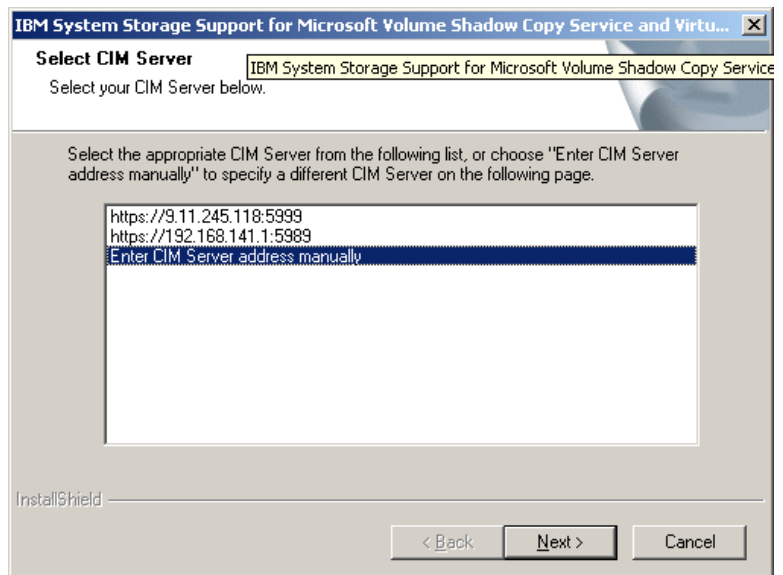 IBM System Storage Support for Microsoft Volume Shadow Copy Service and Virtu...
Select CIM Server
IBM System Storage Support for Microsoft Volume Shadow Copy Service
Select your CIM Server below.
Select the appropriate CIM Server from the following list, or choose "Enter CIM Server
address manually" to specify a different CIM Server on the following page.
https://9.11.245.118:5999
https://192.168.141.1:5989
Enter CIM Server address manually
InstallShield
< Back
Next >
Cancel